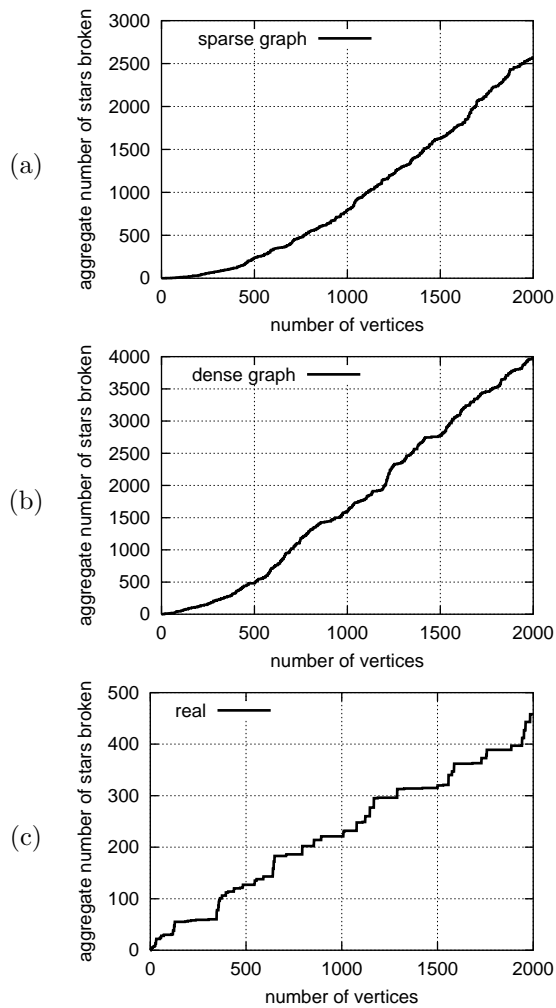 (a)
aggregate number of stars broken
3000
2500
2000
1500
1000
500
0
sparse graph
500 1000 1500 2000
number of vertices
(b)
aggregate number of stars broken
4000
3500
3000
2500
2000
1500
1000
500
0
dense graph
500 1000 1500 2000
number of vertices
(c)
aggregate number of stars broken
500
400
300
200
100
0
real
0 500 1000 1500 2000
number of vertices